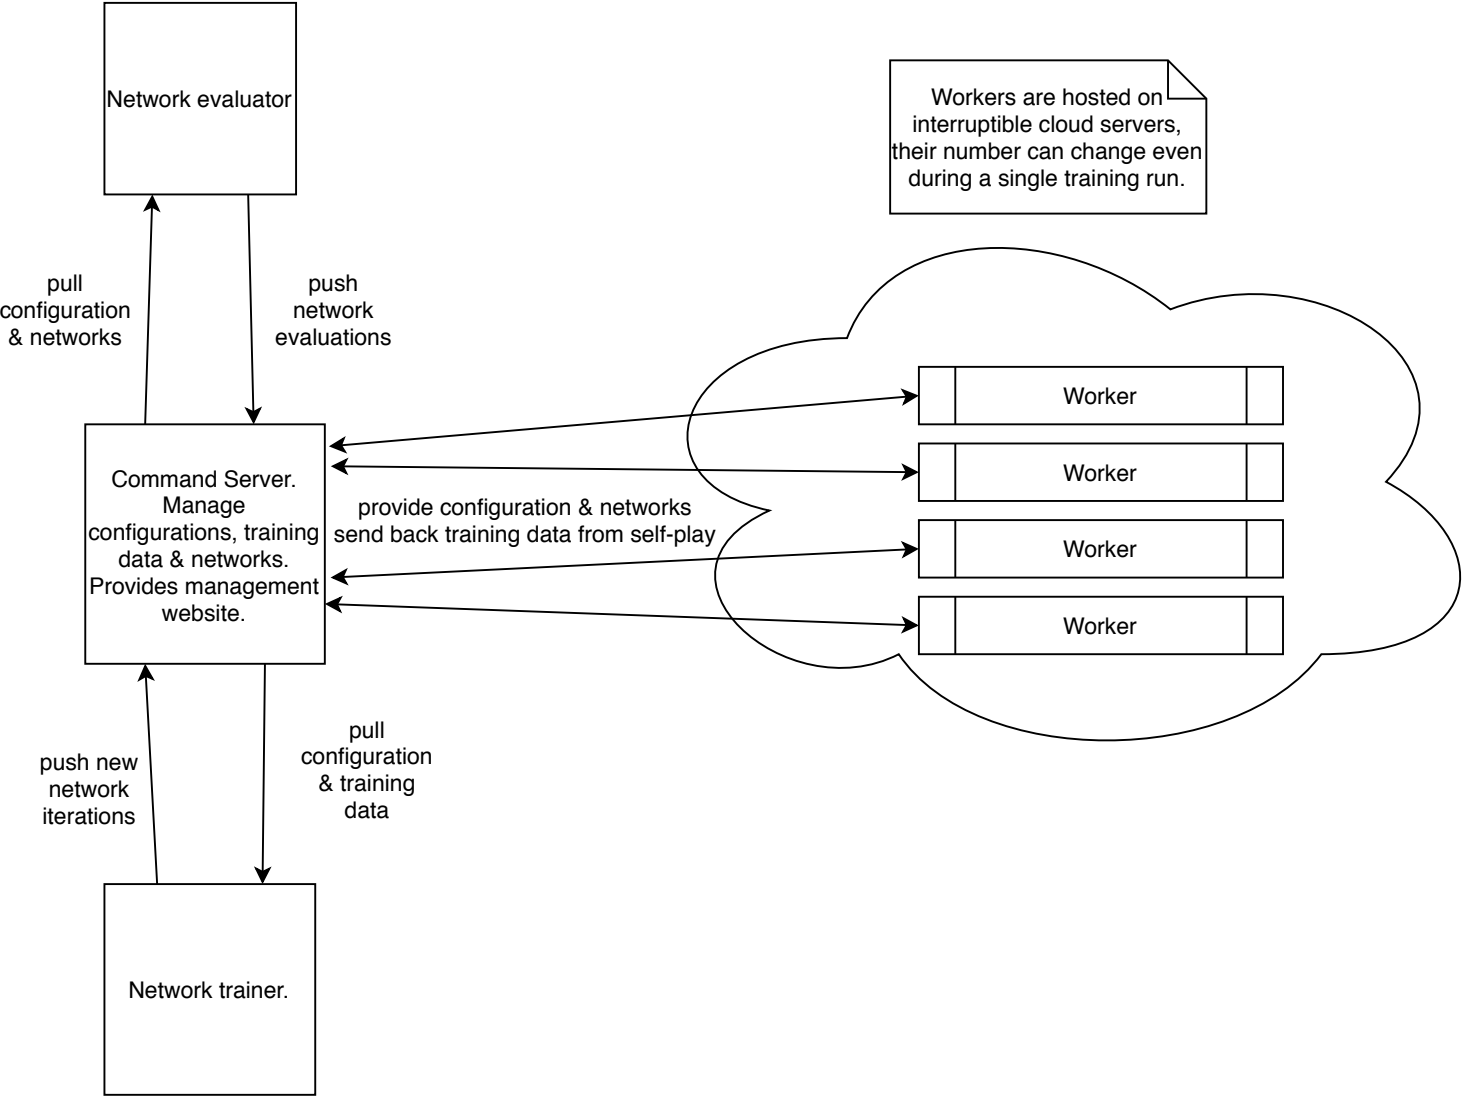 Network evaluator
Workers are hosted on
interruptible cloud servers,
their number can change even
during a single training run.
pull
configuration
& networks
push
network
evaluations
Worker
Worker
Worker
Worker
Command Server.
Manage
configurations, training
data & networks.
Provides management
website.
provide configuration & networks
send back training data from self-play
push new
network
iterations
pull
configuration
& training
data
Network trainer.